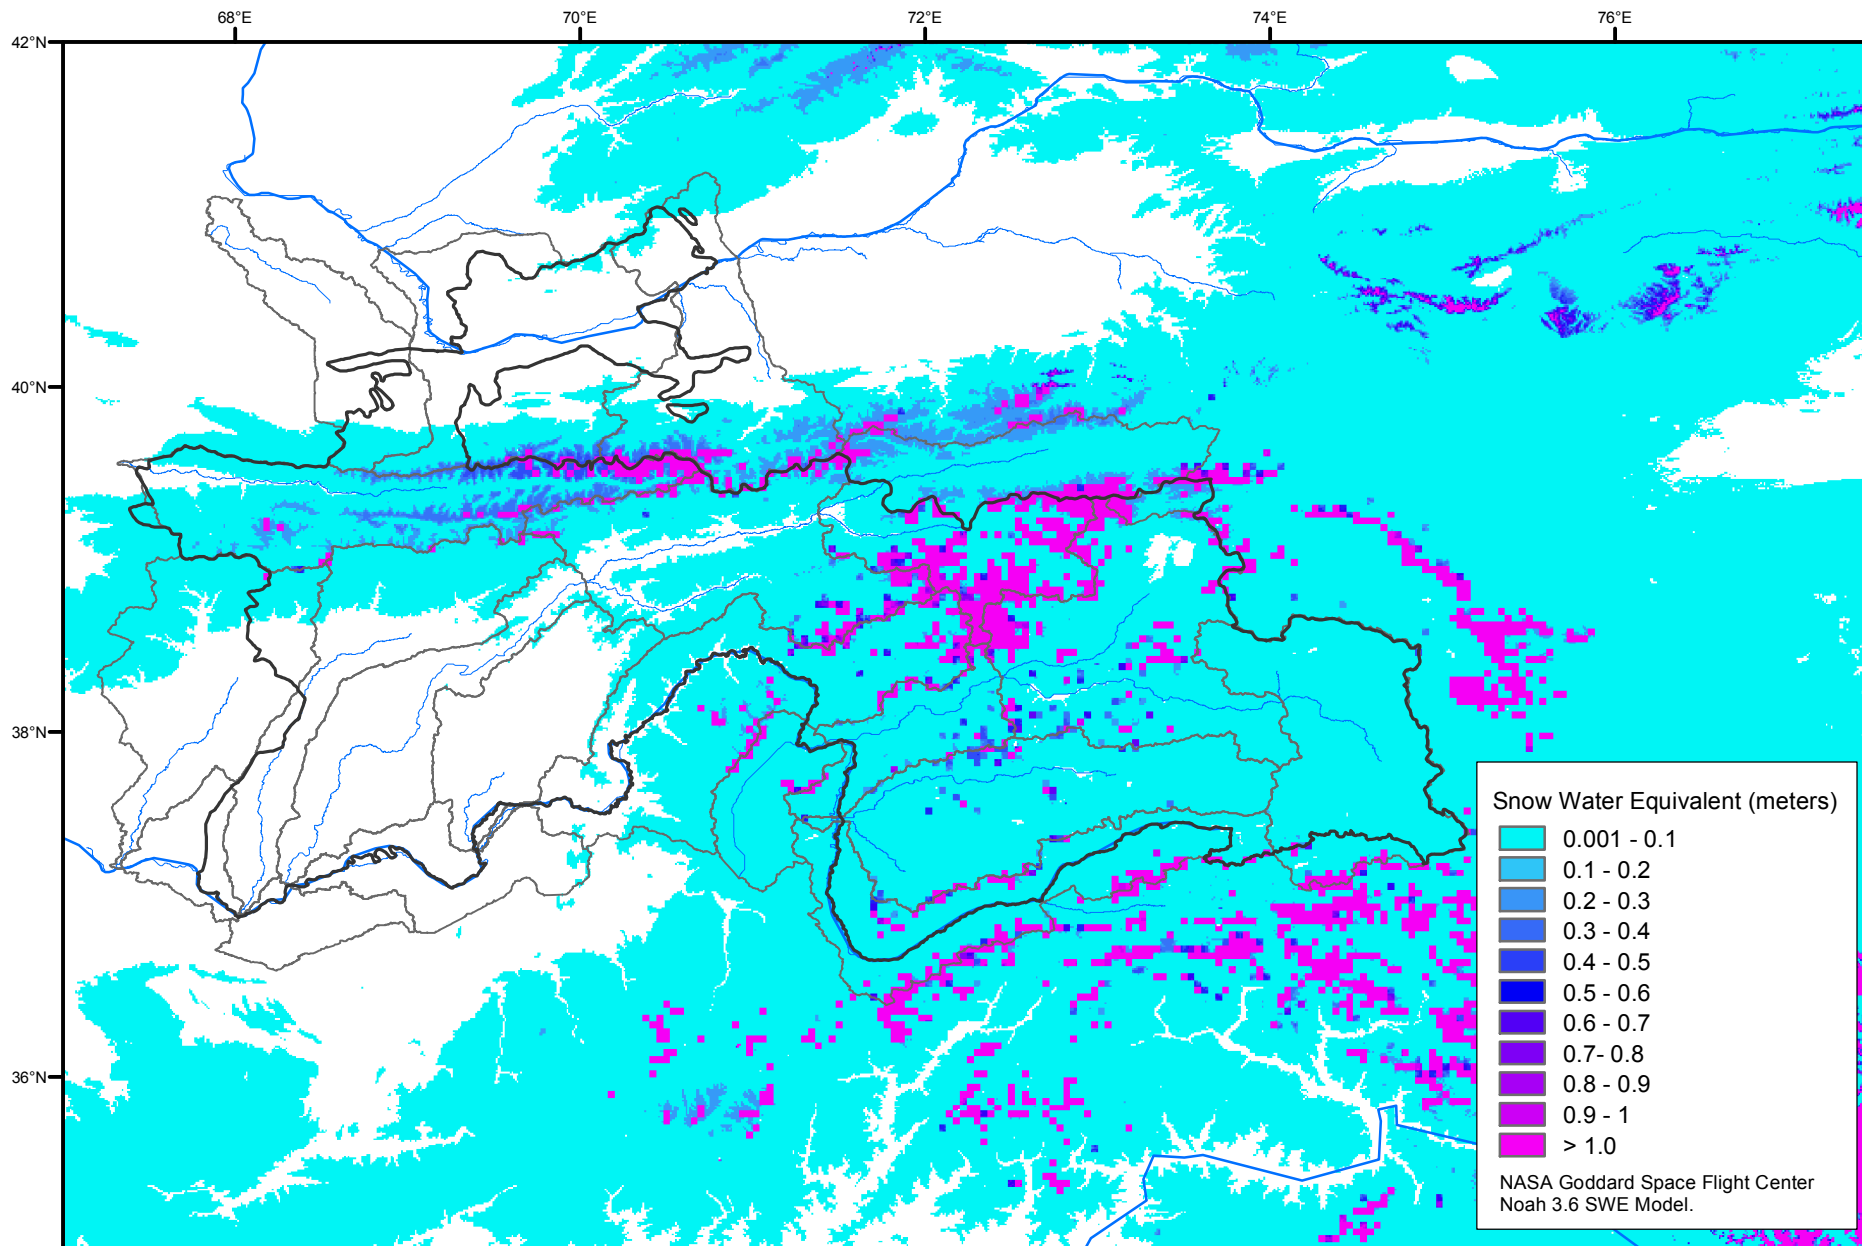 68°E 70°E 72°E 74°E 76°E
42°N
40°N
38°N
36°N
Snow Water Equivalent (meters)
0.001 - 0.1
0.1 - 0.2
0.2 - 0.3
0.3 - 0.4
0.4 - 0.5
0.5 - 0.6
0.6 - 0.7
0.7- 0.8
0.8 - 0.9
0.9 - 1
> 1.0
NASA Goddard Space Flight Center
Noah 3.6 SWE Model.